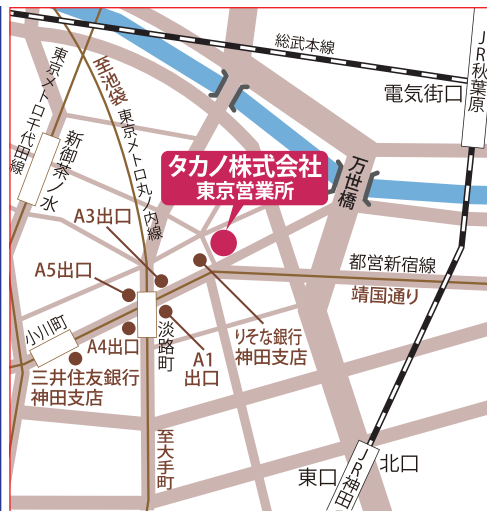 総武本線
JR秋葉原
電気街口
至池袋
東京メトロ千代田線
東京メトロ丸ノ内線
新御茶ノ水
タカノ株式会社
東京営業所
万世橋
A3出口
A5出口
都営新宿線
靖国通り
小川町
A4出口
淡路町
A1
出口
りそな銀行
神田支店
三井住友銀行
神田支店
至大手町
東口
北口
JR神田